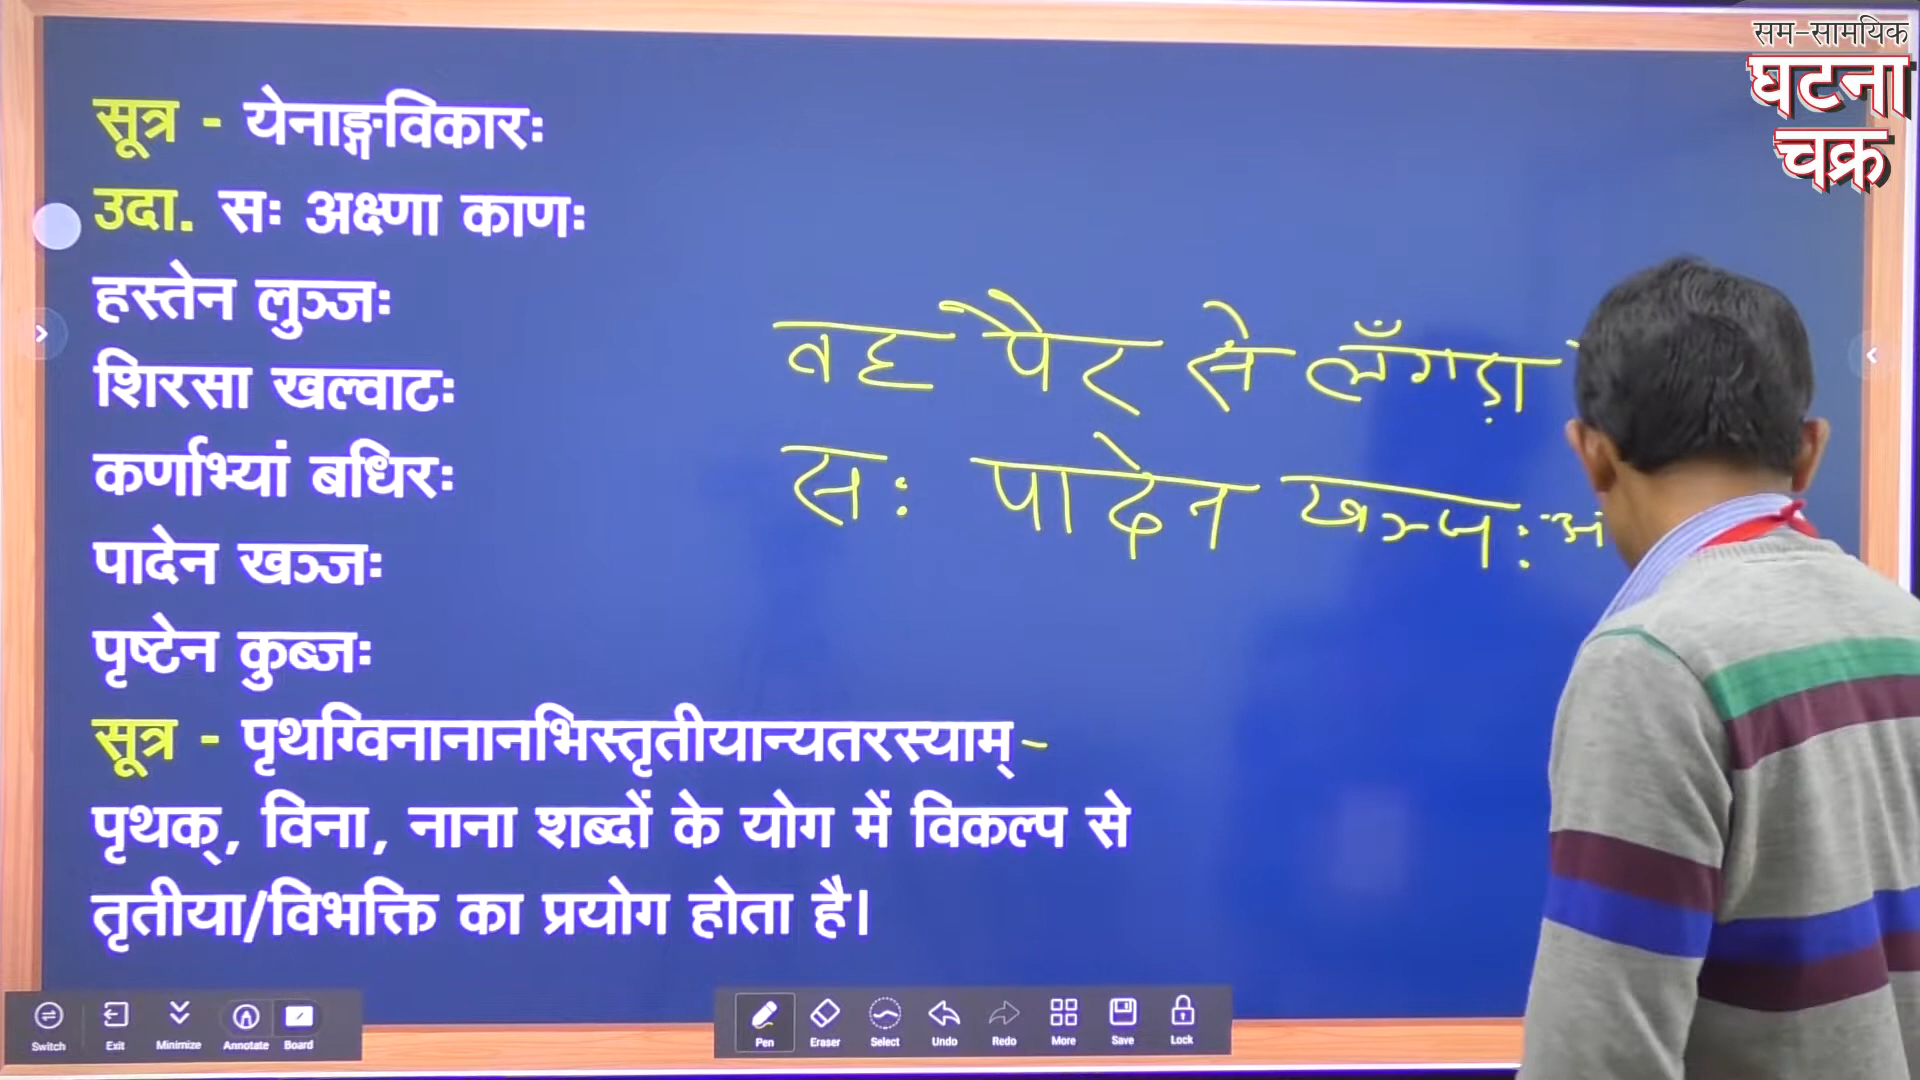 सम-सामयिक
घटना
चक्र
सूत्र - येनाङ्गविकारः
उदा. सः अक्ष्णा काणः
हस्तेन लुञ्जः
शिरसा खल्वाटः
कर्णाभ्यां बधिरः
पादेन खञ्जः
पृष्टेन कुब्जः
सूत्र - पृथग्विनानानभिस्तृतीयान्यतरस्याम्-
पृथक्, विना, नाना शब्दों के योग में विकल्प से
तृतीया/विभक्ति का प्रयोग होता है।
वह पैर से लँगड़ा
सः पादेन खञ्जः
Switch Exit Minimize Annotate Board
Pen Eraser Select Undo Redo More Save Lock